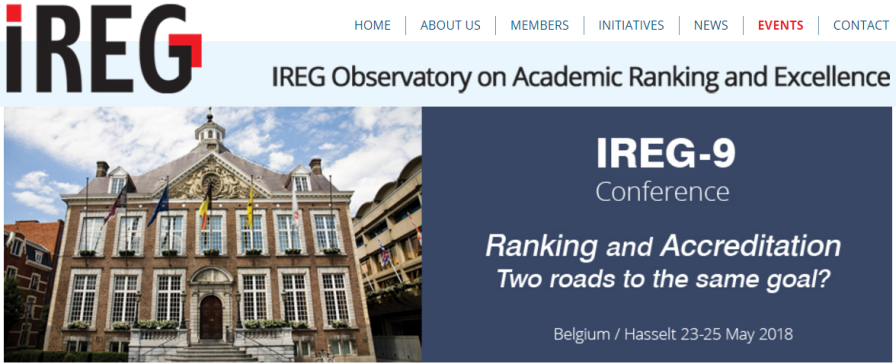 iREG
HOME
ABOUT US
MEMBERS
INITIATIVES
NEWS
EVENTS
CONTACT
IREG Observatory on Academic Ranking and Excellence
IREG-9
Conference
Ranking and Accreditation
Two roads to the same goal?
Belgium / Hasselt 23-25 May 2018